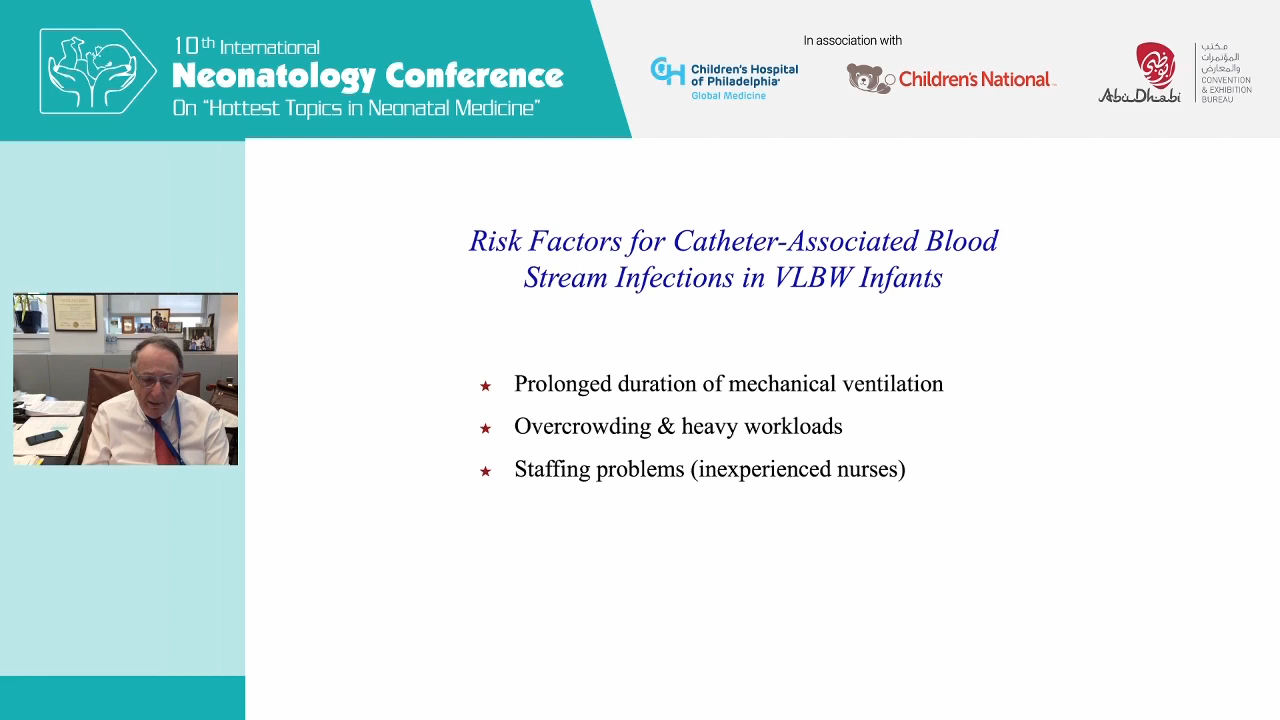 10th International
Neonatology Conference
On “Hottest Topics in Neonatal Medicine”
In association with
Children's Hospital
of Philadelphia
Global Medicine
Children's National
Abu Dhabi
أبوظبي
مكتب
المؤتمرات
والمعارض
CONVENTION
& EXHIBITION
BUREAU
Risk Factors for Catheter-Associated Blood
Stream Infections in VLBW Infants
★ Prolonged duration of mechanical ventilation
★ Overcrowding & heavy workloads
★ Staffing problems (inexperienced nurses)